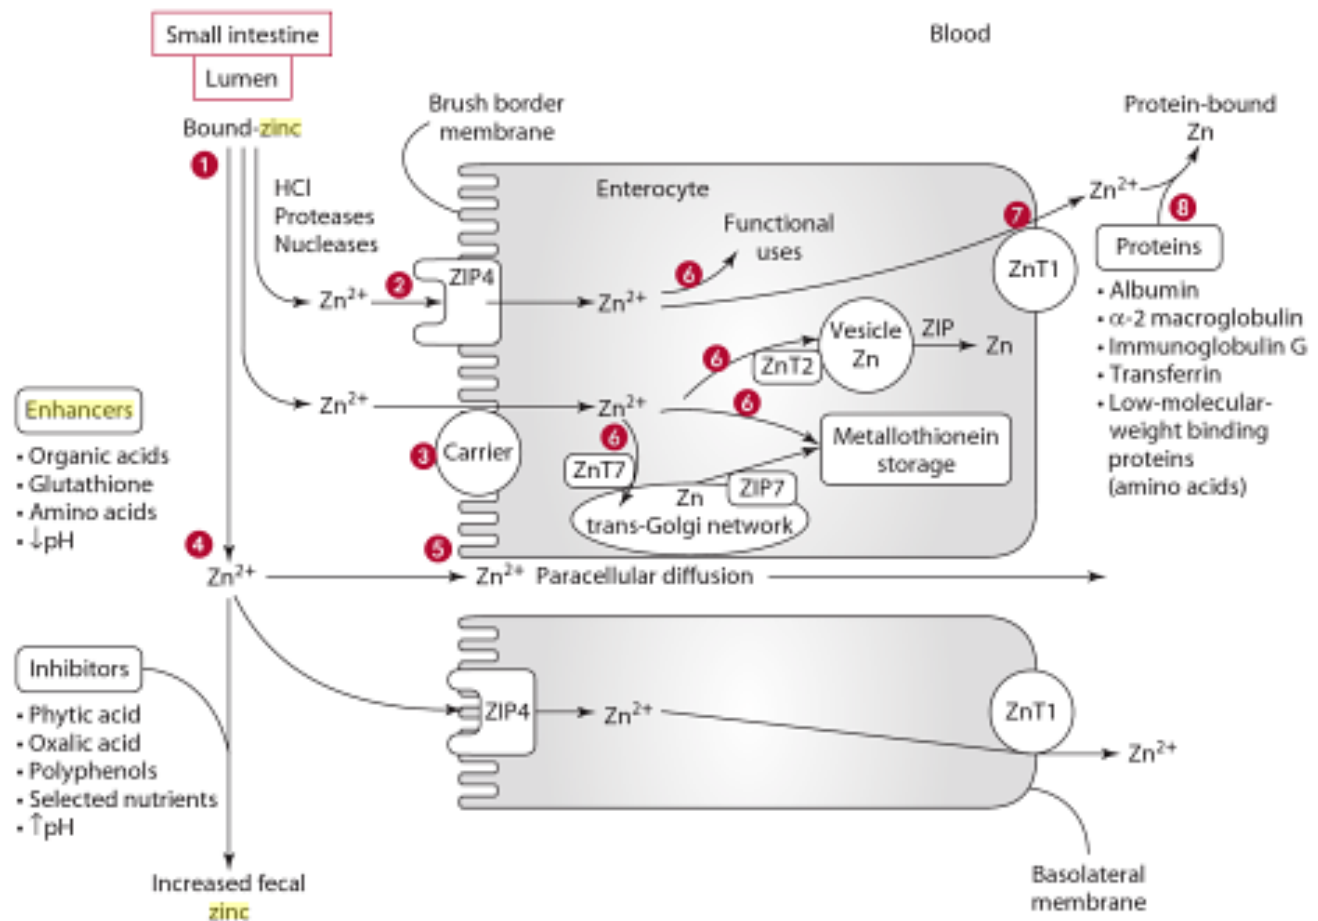 Small intestine
Lumen
Bound-zinc
1
HCl
Proteases
Nucleases
Brush border
membrane
Blood
Enterocyte
Functional
uses
Zn²⁺
2
ZIP4
Zn²⁺
6
7
ZnT1
Zn²⁺
Protein-bound
Zn
8
Proteins
• Albumin
• α-2 macroglobulin
• Immunoglobulin G
• Transferrin
• Low-molecular-
weight binding
proteins
(amino acids)
6
ZnT2
Vesicle
Zn
ZIP
Zn
Zn²⁺
3
Carrier
Zn²⁺
6
6
Metallothionein
storage
ZnT7
Zn
ZIP7
trans-Golgi network
Enhancers
• Organic acids
• Glutathione
• Amino acids
• ↓pH
4
Zn²⁺
5
Zn²⁺ Paracellular diffusion
Inhibitors
• Phytic acid
• Oxalic acid
• Polyphenols
• Selected nutrients
• ↑pH
ZIP4
Zn²⁺
ZnT1
Zn²⁺
Increased fecal
zinc
Basolateral
membrane